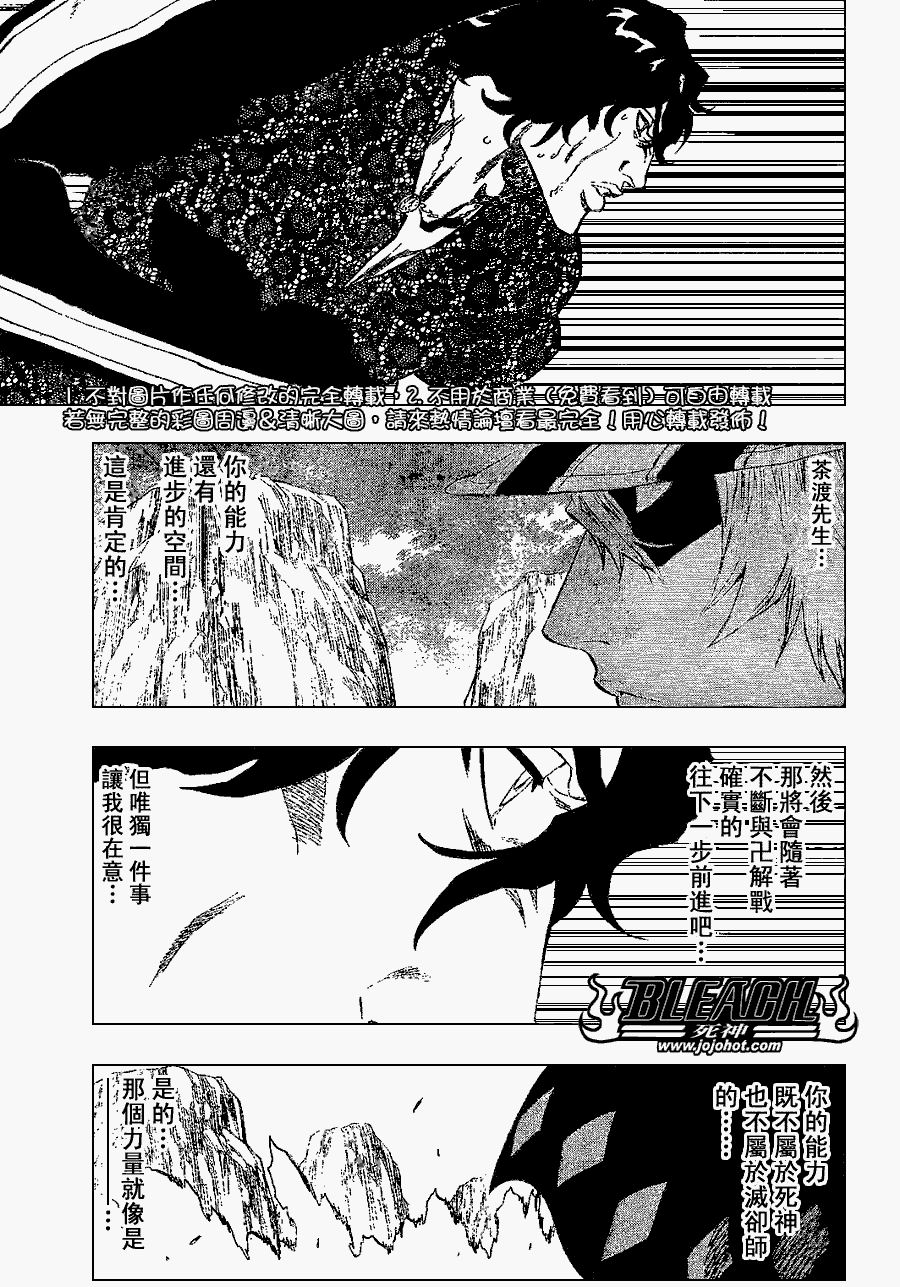 1. 不對圖片作任何修改的完全轉載，2. 不用於商業（免費看到）可自由轉載
若無完整的彩圖周邊&清晰大圖，請來熱情論壇看最完全！用心轉載發佈！
茶渡先生…
你的能力
還有
進步的空間…
這是肯定的…
然後
那將會隨著
不斷與卍解戰
確實的
往下一步前進吧…
但唯獨一件事
讓我很在意…
BLEACH
死神
www.jojohot.com
你的能力
既不屬於死神
也不屬於滅卻師
的……
是的…
那個力量就像是
…